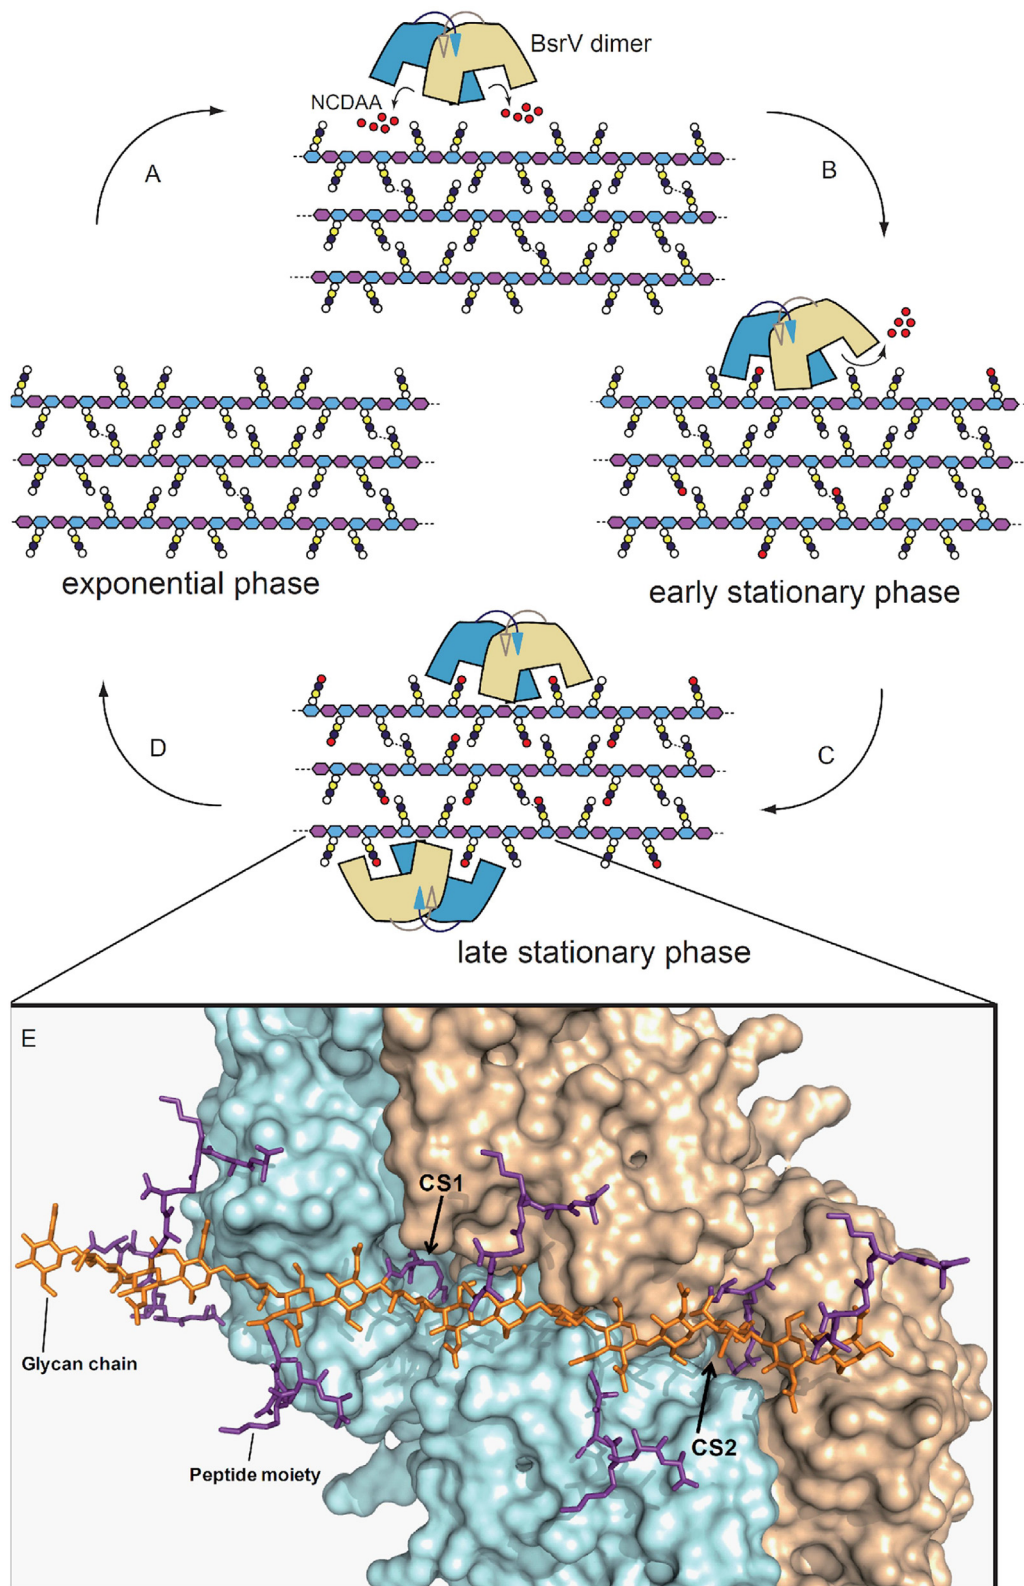 BsrV dimer
NCDAA
A
B
exponential phase
early stationary phase
D
C
late stationary phase
E
CS1
Glycan chain
CS2
Peptide moiety